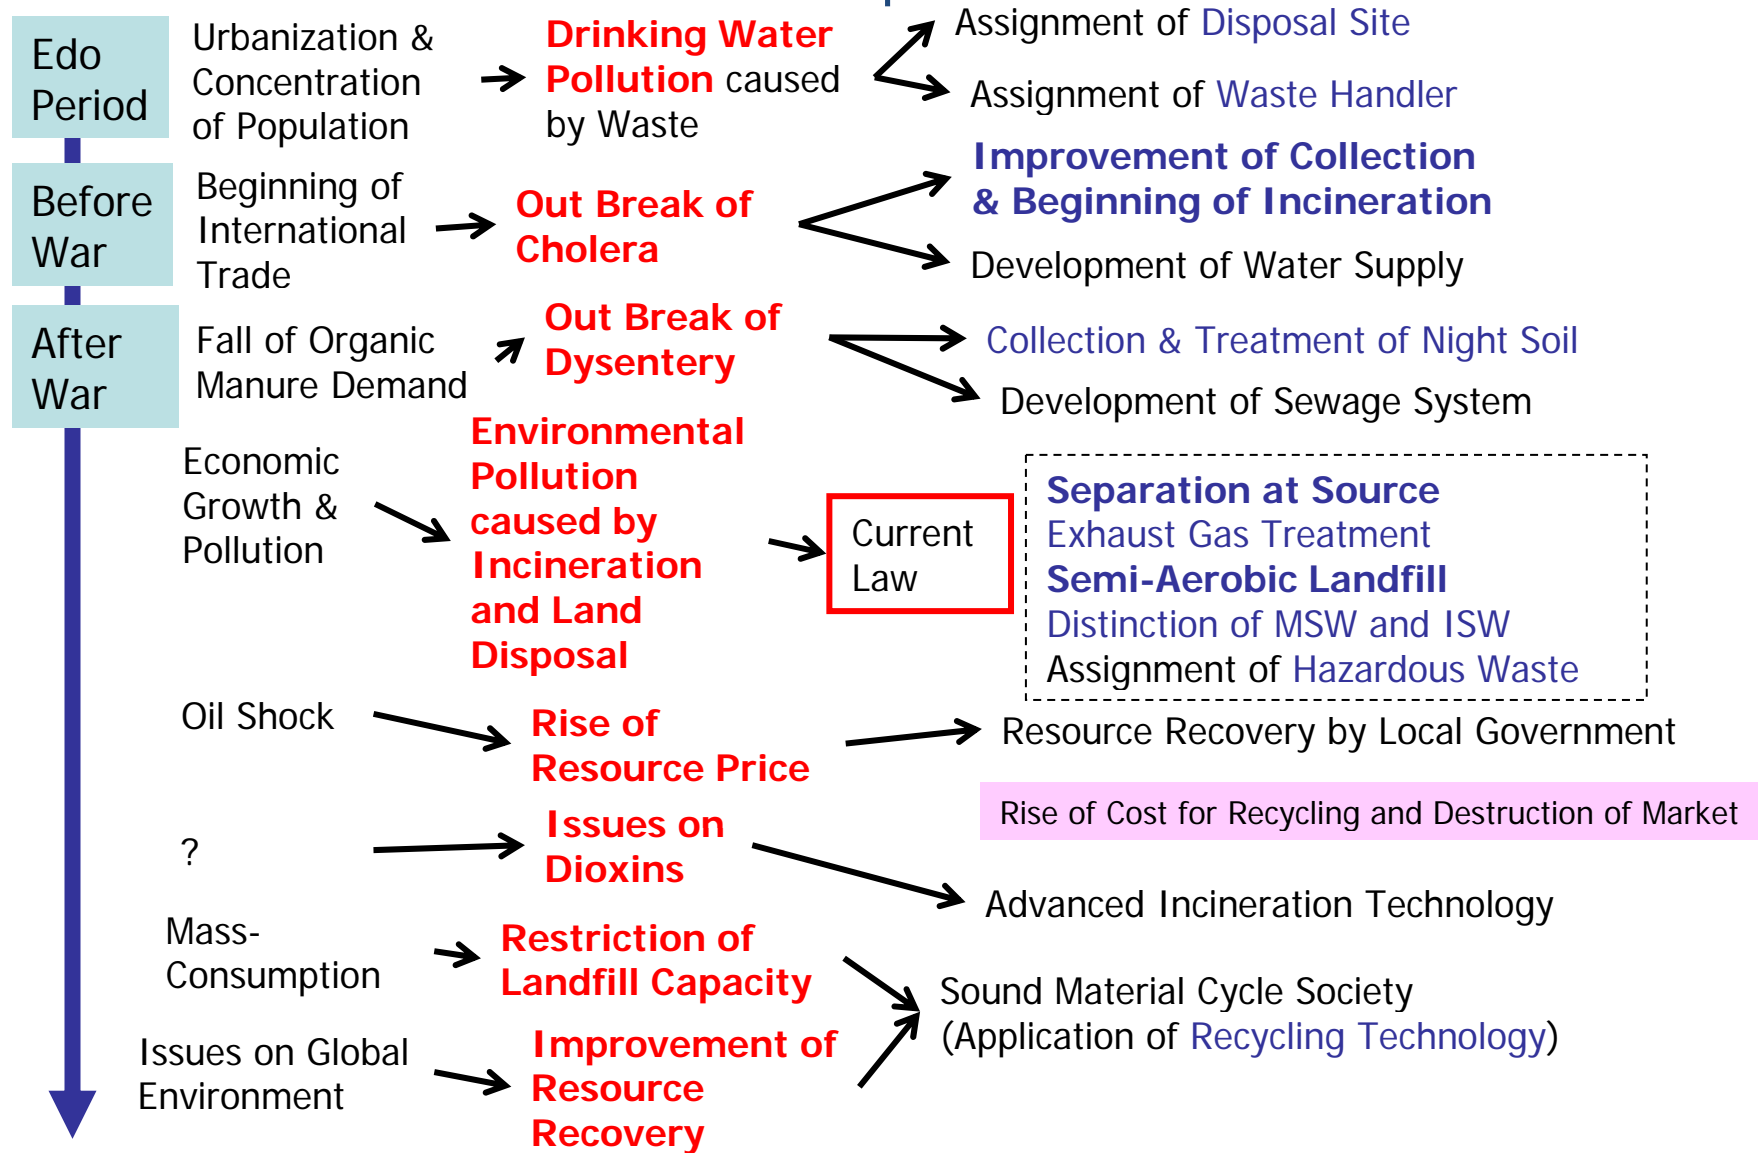 Edo
Period
Urbanization &
Concentration
of Population
Drinking Water
Pollution caused
by Waste
Assignment of Disposal Site
Assignment of Waste Handler
Before
War
Beginning of
International
Trade
Out Break of
Cholera
Improvement of Collection
& Beginning of Incineration
Development of Water Supply
After
War
Fall of Organic
Manure Demand
Out Break of
Dysentery
Collection & Treatment of Night Soil
Development of Sewage System
Economic
Growth &
Pollution
Environmental
Pollution
caused by
Incineration
and Land
Disposal
Current
Law
Separation at Source
Exhaust Gas Treatment
Semi-Aerobic Landfill
Distinction of MSW and ISW
Assignment of Hazardous Waste
Oil Shock
Rise of
Resource Price
Resource Recovery by Local Government
Rise of Cost for Recycling and Destruction of Market
?
Issues on
Dioxins
Advanced Incineration Technology
Mass-
Consumption
Restriction of
Landfill Capacity
Sound Material Cycle Society
(Application of Recycling Technology)
Issues on Global
Environment
Improvement of
Resource
Recovery